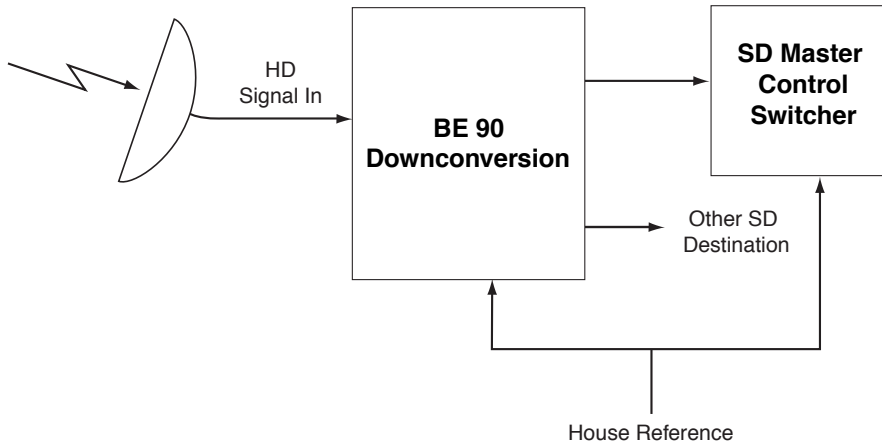 HD
Signal In
BE 90
Downconversion
SD Master
Control
Switcher
Other SD
Destination
House Reference